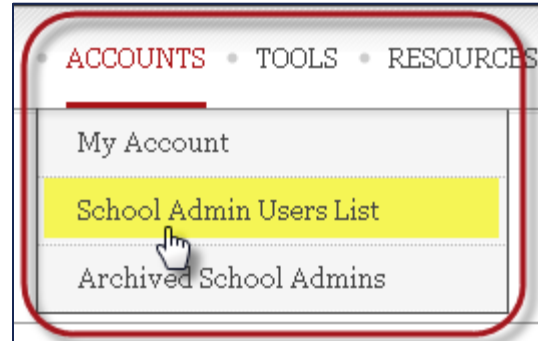 • ACCOUNTS • TOOLS • RESOURCES
My Account
School Admin Users List
Archived School Admins